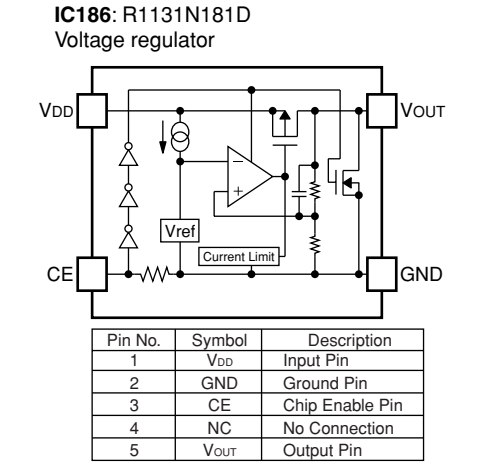 IC186: R1131N181D
Voltage regulator
VDD
VOUT
−
+
Vref
Current Limit
CE
GND
Pin No. Symbol Description
1 VDD Input Pin
2 GND Ground Pin
3 CE Chip Enable Pin
4 NC No Connection
5 VOUT Output Pin